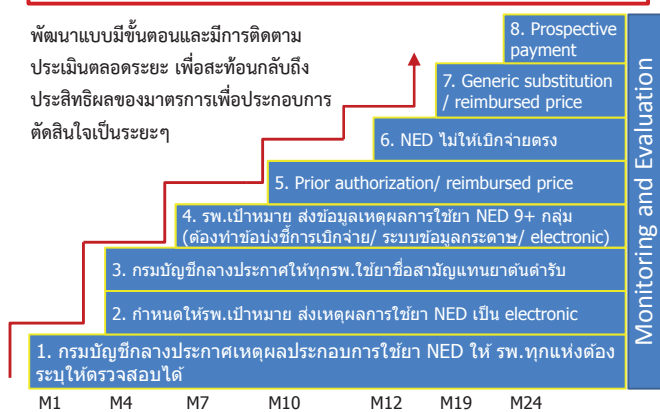 พัฒนาแบบมีขั้นตอนและมีการติดตาม
ประเมินตลอดระยะ เพื่อสะท้อนกลับถึง
ประสิทธิผลของมาตรการเพื่อประกอบการ
ตัดสินใจเป็นระยะๆ
8. Prospective
payment
7. Generic substitution
/ reimbursed price
6. NED ไม่ให้เบิกจ่ายตรง
5. Prior authorization/ reimbursed price
4. รพ.เป้าหมาย ส่งข้อมูลเหตุผลการใช้ยา NED 9+ กลุ่ม
(ต้องทำข้อบ่งชี้การเบิกจ่าย/ ระบบข้อมูลกระดาษ/ electronic)
3. กรมบัญชีกลางประกาศให้ทุกรพ.ใช้ยาชื่อสามัญแทนยาต้นตำรับ
2. กำหนดให้รพ.เป้าหมาย ส่งเหตุผลการใช้ยา NED เป็น electronic
1. กรมบัญชีกลางประกาศเหตุผลประกอบการใช้ยา NED ให้ รพ.ทุกแห่งต้อง
ระบุให้ตรวจสอบได้
Monitoring and Evaluation
M1 M4 M7 M10 M12 M19 M24